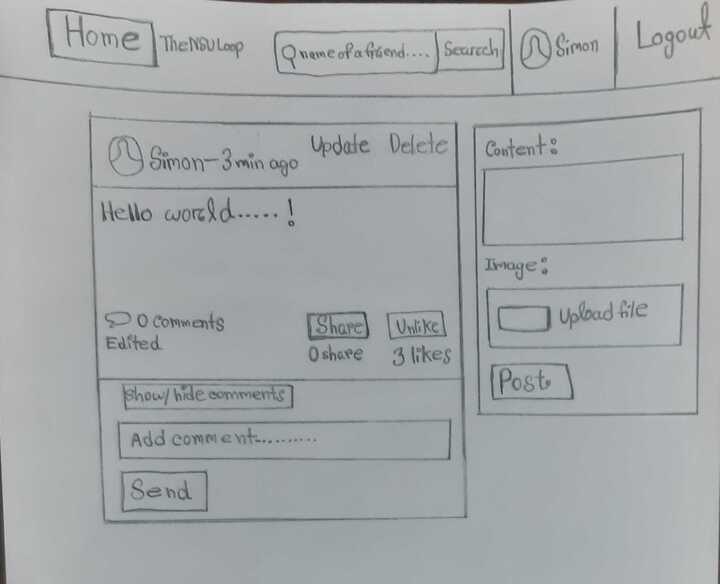 Home TheNSULoop name of a friend.... Search Simon Logout
Simon - 3 min ago Update Delete
Hello world.....!
0 comments Share Unlike
Edited 0 share 3 likes
Show/hide comments
Add comment..........
Send
Content:
Image:
Upload file
Post